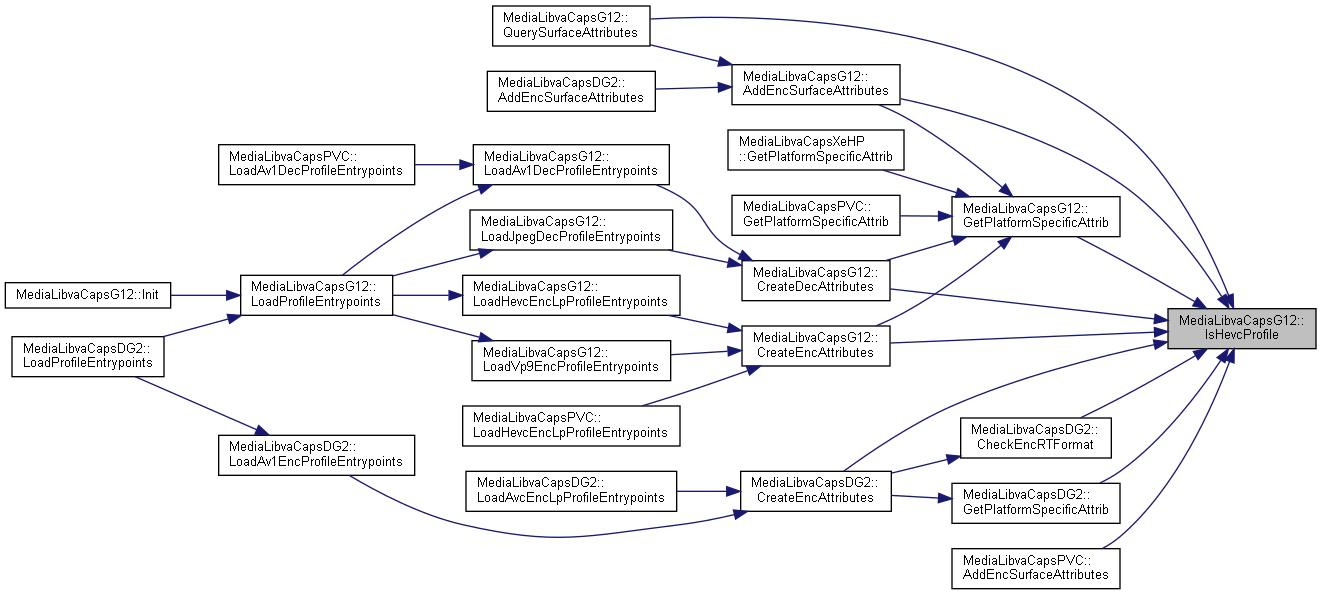 MediaLibvaCapsG12::
QuerySurfaceAttributes
MediaLibvaCapsDG2::
AddEncSurfaceAttributes
MediaLibvaCapsG12::
AddEncSurfaceAttributes
MediaLibvaCapsXeHP
::GetPlatformSpecificAttrib
MediaLibvaCapsPVC::
LoadAv1DecProfileEntrypoints
MediaLibvaCapsG12::
LoadAv1DecProfileEntrypoints
MediaLibvaCapsPVC::
GetPlatformSpecificAttrib
MediaLibvaCapsG12::
GetPlatformSpecificAttrib
MediaLibvaCapsG12::
LoadJpegDecProfileEntrypoints
MediaLibvaCapsG12::
CreateDecAttributes
MediaLibvaCapsG12::Init
MediaLibvaCapsG12::
LoadProfileEntrypoints
MediaLibvaCapsG12::
LoadHevcEncLpProfileEntrypoints
MediaLibvaCapsG12::
IsHevcProfile
MediaLibvaCapsDG2::
LoadProfileEntrypoints
MediaLibvaCapsG12::
LoadVp9EncProfileEntrypoints
MediaLibvaCapsG12::
CreateEncAttributes
MediaLibvaCapsPVC::
LoadHevcEncLpProfileEntrypoints
MediaLibvaCapsDG2::
CheckEncRTFormat
MediaLibvaCapsDG2::
LoadAv1EncProfileEntrypoints
MediaLibvaCapsDG2::
LoadAvcEncLpProfileEntrypoints
MediaLibvaCapsDG2::
CreateEncAttributes
MediaLibvaCapsDG2::
GetPlatformSpecificAttrib
MediaLibvaCapsPVC::
AddEncSurfaceAttributes